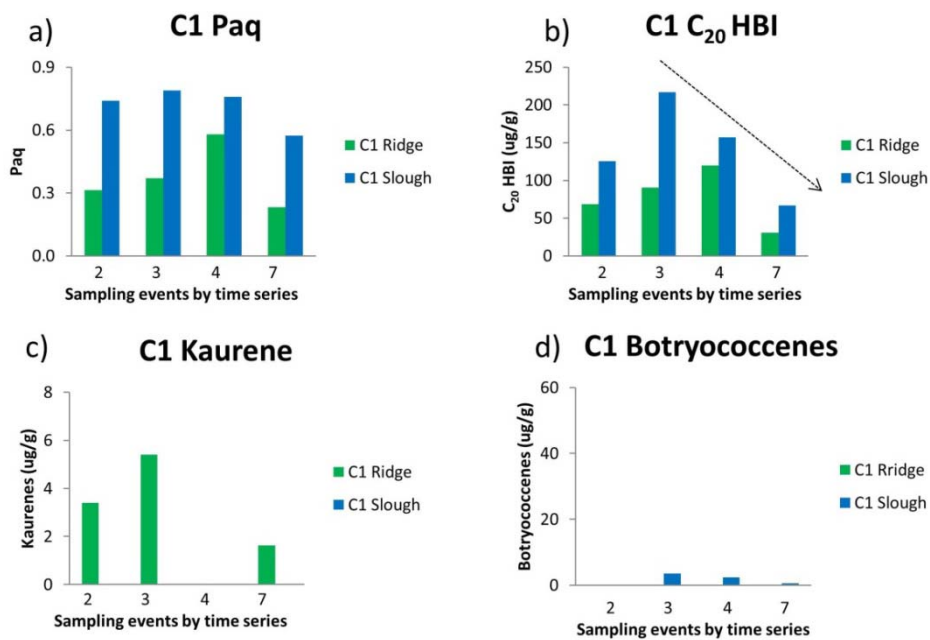 a) C1 Paq
0.9
0.6
0.3
0.0
Paq
2 3 4 7
Sampling events by time series
C1 Ridge
C1 Slough
b) C1 C₂₀ HBI
250
200
150
100
50
0
C₂₀ HBI (ug/g)
2 3 4 7
Sampling events by time series
C1 Ridge
C1 Slough
c) C1 Kaurene
8
6
4
2
0
Kaurenes (ug/g)
2 3 4 7
Sampling events by time series
C1 Ridge
C1 Slough
d) C1 Botryococcenes
60
40
20
0
Botryococcenes (ug/g)
2 3 4 7
Sampling events by time series
C1 Rridge
C1 Slough